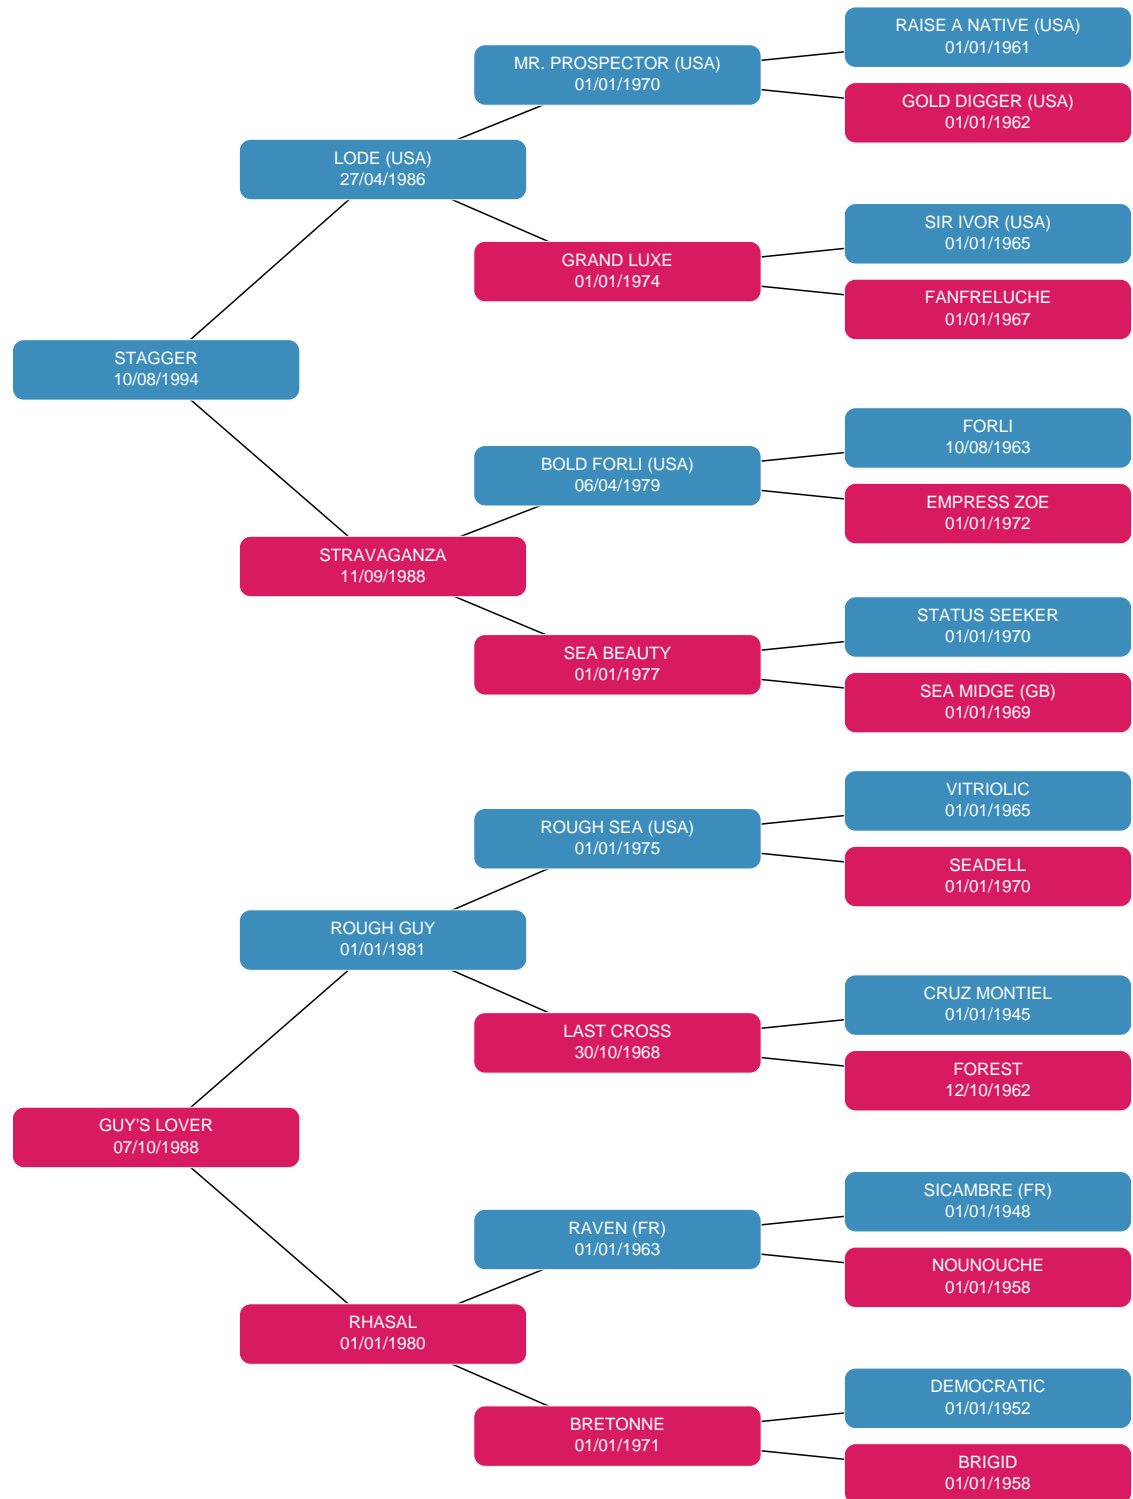 RAISE A NATIVE (USA)
01/01/1961
MR. PROSPECTOR (USA)
01/01/1970
GOLD DIGGER (USA)
01/01/1962
LODE (USA)
27/04/1986
SIR IVOR (USA)
01/01/1965
GRAND LUXE
01/01/1974
FANFRELUCHE
01/01/1967
STAGGER
10/08/1994
FORLI
10/08/1963
BOLD FORLI (USA)
06/04/1979
EMPRESS ZOE
01/01/1972
STRAVAGANZA
11/09/1988
STATUS SEEKER
01/01/1970
SEA BEAUTY
01/01/1977
SEA MIDGE (GB)
01/01/1969
VITRIOLIC
01/01/1965
ROUGH SEA (USA)
01/01/1975
SEADELL
01/01/1970
ROUGH GUY
01/01/1981
CRUZ MONTIEL
01/01/1945
LAST CROSS
30/10/1968
FOREST
12/10/1962
GUY'S LOVER
07/10/1988
SICAMBRE (FR)
01/01/1948
RAVEN (FR)
01/01/1963
NOUNOUCHE
01/01/1958
RHASAL
01/01/1980
DEMOCRATIC
01/01/1952
BRETONNE
01/01/1971
BRIGID
01/01/1958